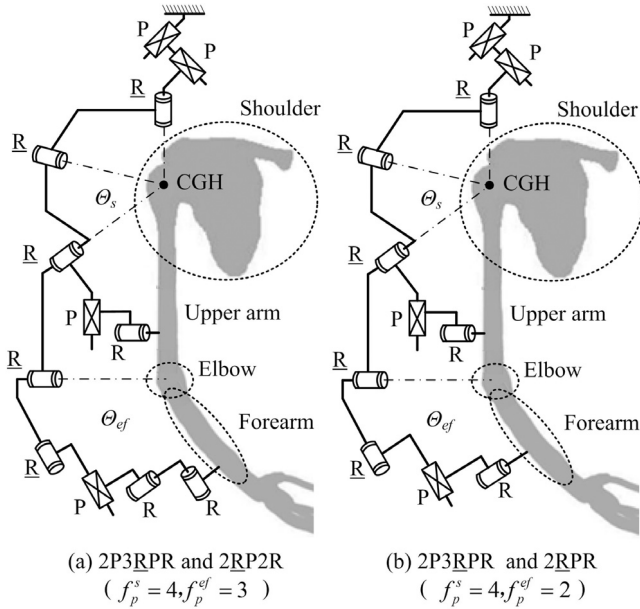 P
P
R
Shoulder
R
CGH
Θs
R
P
R
Upper arm
R
Elbow
Θef
Forearm
R
P
R
R
(a) 2P3RPR and 2RP2R
( f_p^s = 4, f_p^ef = 3 )
P
P
R
Shoulder
R
CGH
Θs
R
P
R
Upper arm
R
Elbow
Θef
Forearm
R
P
R
(b) 2P3RPR and 2RPR
( f_p^s = 4, f_p^ef = 2 )